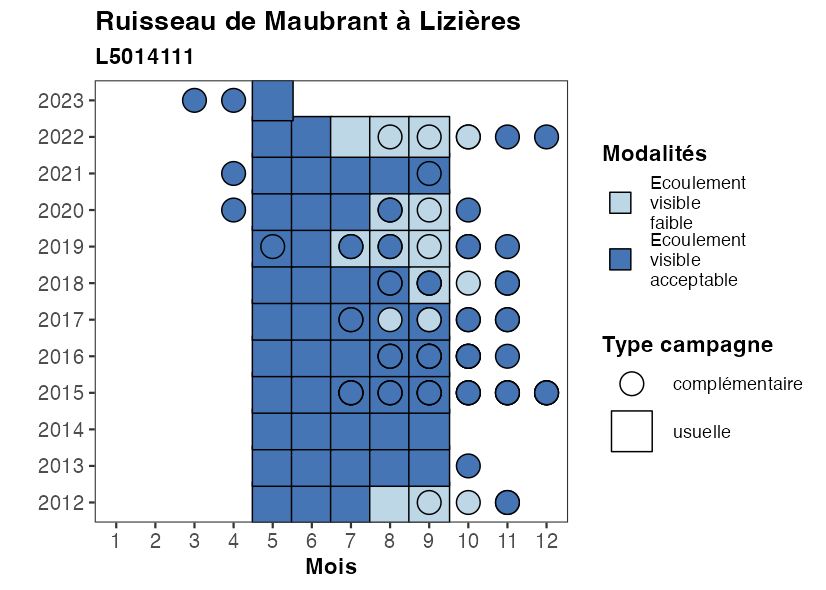 Ruisseau de Maubrant à Lizières
L5014111
2023
2022
2021
2020
2019
2018
2017
2016
2015
2014
2013
2012
1 2 3 4 5 6 7 8 9 10 11 12
Mois
Modalités
Ecoulement
visible
faible
Ecoulement
visible
acceptable
Type campagne
complémentaire
usuelle